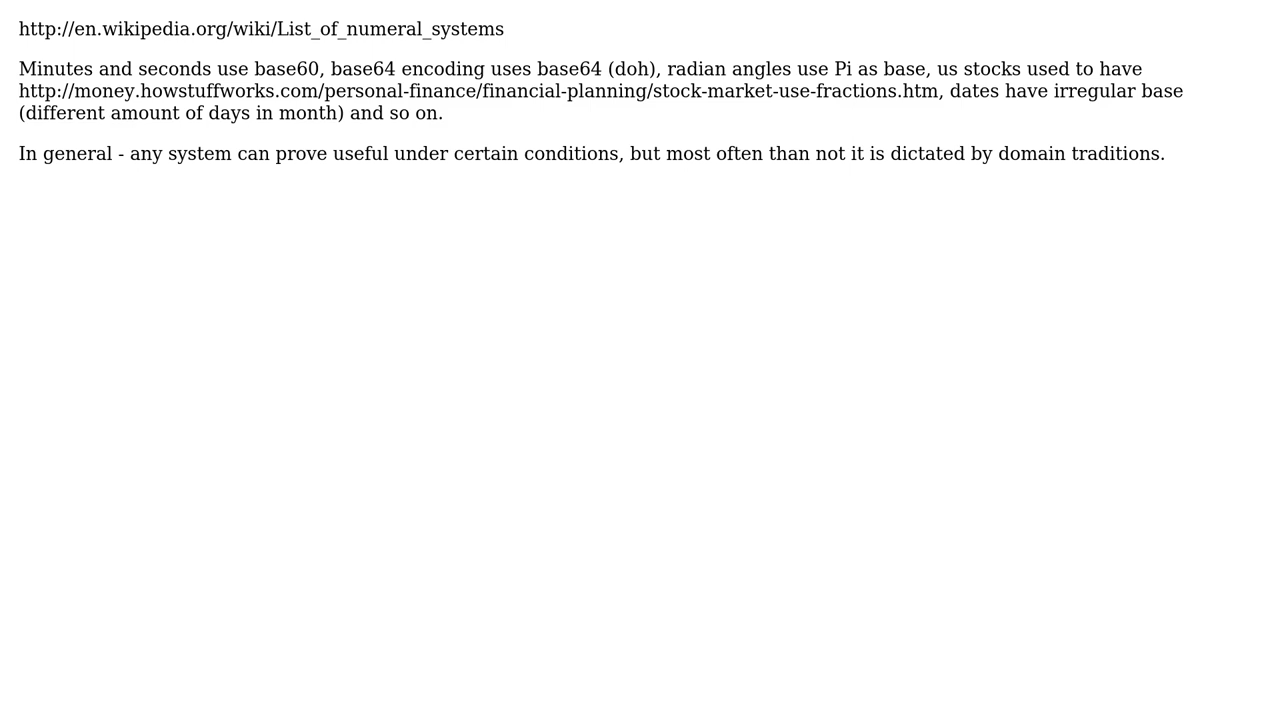 http://en.wikipedia.org/wiki/List_of_numeral_systems
Minutes and seconds use base60, base64 encoding uses base64 (doh), radian angles use Pi as base, us stocks used to have
http://money.howstuffworks.com/personal-finance/financial-planning/stock-market-use-fractions.htm, dates have irregular base
(different amount of days in month) and so on.
In general - any system can prove useful under certain conditions, but most often than not it is dictated by domain traditions.